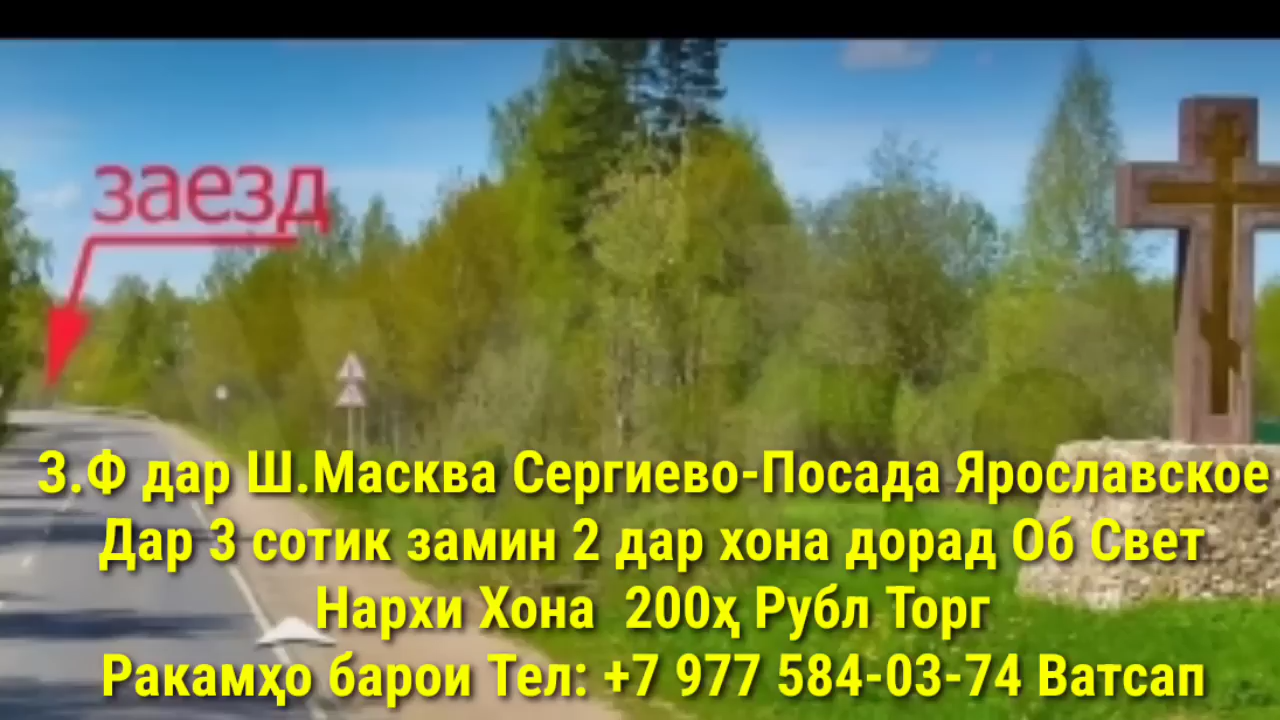 заезд
З.Ф дар Ш.Масква Сергиево-Посада Ярославское
Дар 3 сотик замин 2 дар хона дорад Об Свет
Нархи Хона 200ҳ Рубл Торг
Ракамҳо барои Тел: +7 977 584-03-74 Ватсап